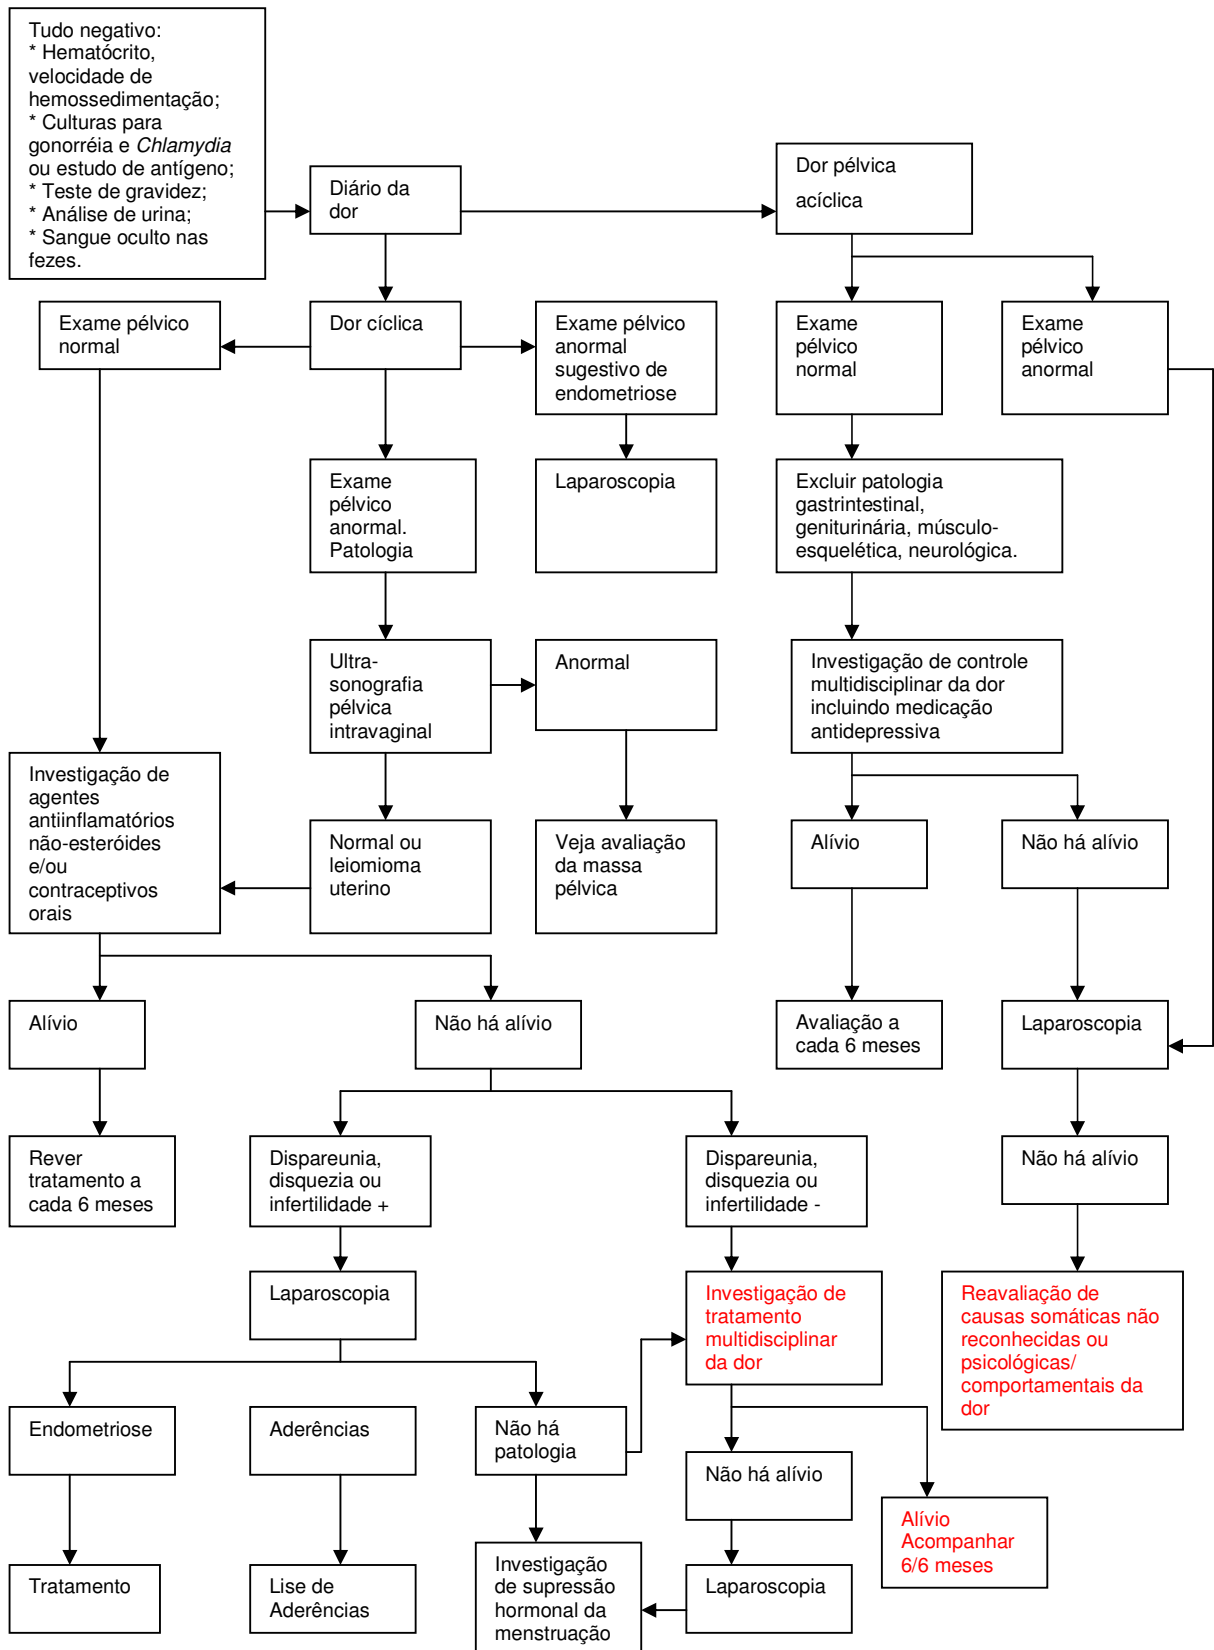 Tudo negativo:
* Hematócrito,
velocidade de
hemossedimentação;
* Culturas para
gonorréia e Chlamydia
ou estudo de antígeno;
* Teste de gravidez;
* Análise de urina;
* Sangue oculto nas
fezes.
Diário da
dor
Dor pélvica
acíclica
Exame pélvico
normal
Dor cíclica
Exame pélvico
anormal
sugestivo de
endometriose
Exame
pélvico
normal
Exame
pélvico
anormal
Exame
pélvico
anormal.
Patologia
Laparoscopia
Excluir patologia
gastrintestinal,
geniturinária, músculo-
esquelética, neurológica.
Ultra-
sonografia
pélvica
intravaginal
Anormal
Investigação de controle
multidisciplinar da dor
incluindo medicação
antidepressiva
Investigação de
agentes
antiinflamatórios
não-esteróides
e/ou
contraceptivos
orais
Normal ou
leiomioma
uterino
Veja avaliação
da massa
pélvica
Alívio
Não há alívio
Alívio
Não há alívio
Avaliação a
cada 6 meses
Laparoscopia
Rever
tratamento a
cada 6 meses
Dispareunia,
disquezia ou
infertilidade +
Dispareunia,
disquezia ou
infertilidade -
Não há alívio
Laparoscopia
Investigação de
tratamento
multidisciplinar
da dor
Reavaliação de
causas somáticas não
reconhecidas ou
psicológicas/
comportamentais da
dor
Endometriose
Aderências
Não há
patologia
Não há alívio
Alívio
Acompanhar
6/6 meses
Tratamento
Lise de
Aderências
Investigação
de supressão
hormonal da
menstruação
Laparoscopia